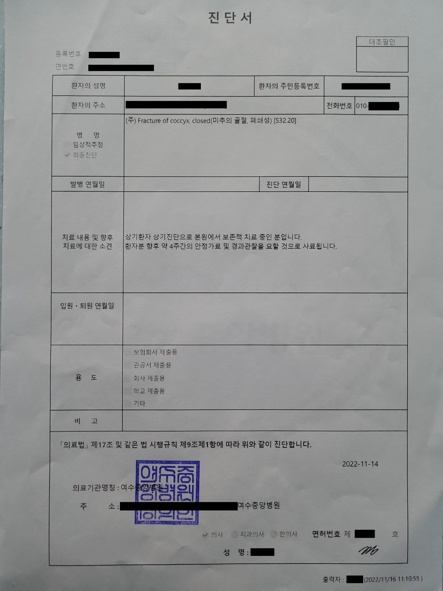 진단서
대조필인
등록번호
연번호
환자의 성명 환자의 주민등록번호
환자의 주소 전화번호 010-
(주) Fracture of coccyx, closed(미추의 골절, 폐쇄성) [S32.20]
병 명
임상적추정
✓ 최종진단
발병 연월일 진단 연월일
치료 내용 및 향후
치료에 대한 소견
상기환자 상기진단으로 본원에서 보존책 치료 중인 분입니다.
환자분 향후 약 4주간의 안정가료 및 경과관찰을 요할 것으로 사료됩니다.
입원·퇴원 연월일
용 도
보험회사 제출용
관공서 제출용
회사 제출용
학교 제출용
기타
비 고
「의료법」 제17조 및 같은 법 시행규칙 제9조제1항에 따라 위와 같이 진단합니다.
2022-11-14
의료기관명칭 : 여수중앙병원
주 소 : 여수중앙병원
✓ 의사 치과의사 한의사 면허번호 제 호
성 명 :
출력자 : (2022/11/16 11:19:55)